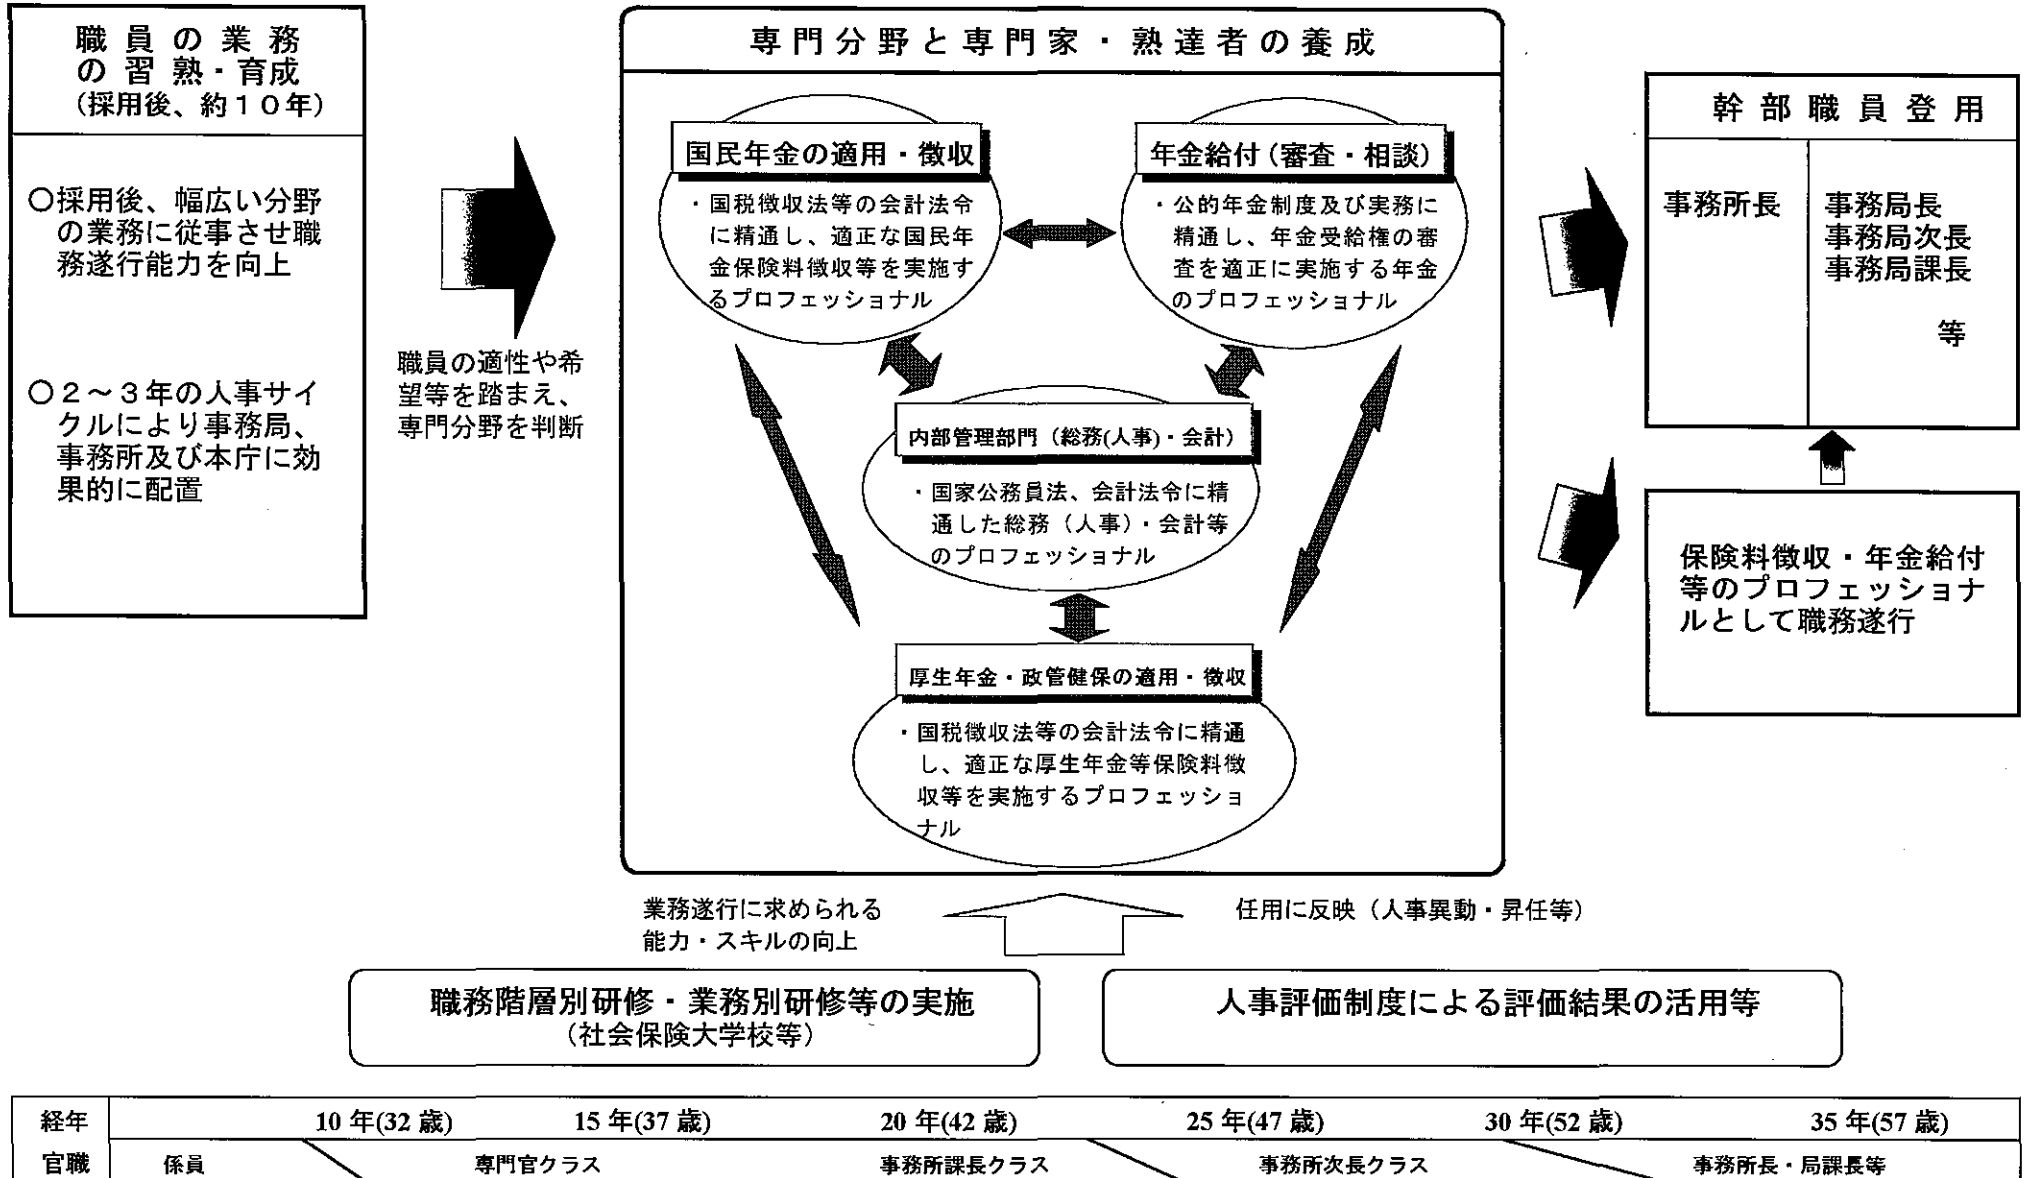 職員の業務
の習熟・育成
(採用後、約１０年)
○採用後、幅広い分野
の業務に従事させ職
務遂行能力を向上
○２～３年の人事サイ
クルにより事務局、
事務所及び本庁に効
果的に配置
職員の適性や希
望等を踏まえ、
専門分野を判断
専門分野と専門家・熟達者の養成
国民年金の適用・徴収
・国税徴収法等の会計法令
に精通し、適正な国民年
金保険料徴収等を実施す
るプロフェッショナル
年金給付(審査・相談)
・公的年金制度及び実務に
精通し、年金受給権の審
査を適正に実施する年金
のプロフェッショナル
内部管理部門（総務(人事)・会計）
・国家公務員法、会計法令に精
通した総務（人事）・会計等
のプロフェッショナル
厚生年金・政管健保の適用・徴収
・国税徴収法等の会計法令に精通
し、適正な厚生年金等保険料徴
収等を実施するプロフェッショ
ナル
幹部職員登用
事務所長
事務局長
事務局次長
事務局課長
等
保険料徴収・年金給付
等のプロフェッショナ
ルとして職務遂行
業務遂行に求められる
能力・スキルの向上
任用に反映（人事異動・昇任等）
職務階層別研修・業務別研修等の実施
（社会保険大学校等）
人事評価制度による評価結果の活用等
経年 10 年(32 歳) 15 年(37 歳) 20 年(42 歳) 25 年(47 歳) 30 年(52 歳) 35 年(57 歳)
官職 係員 専門官クラス 事務所課長クラス 事務所次長クラス 事務所長・局課長等